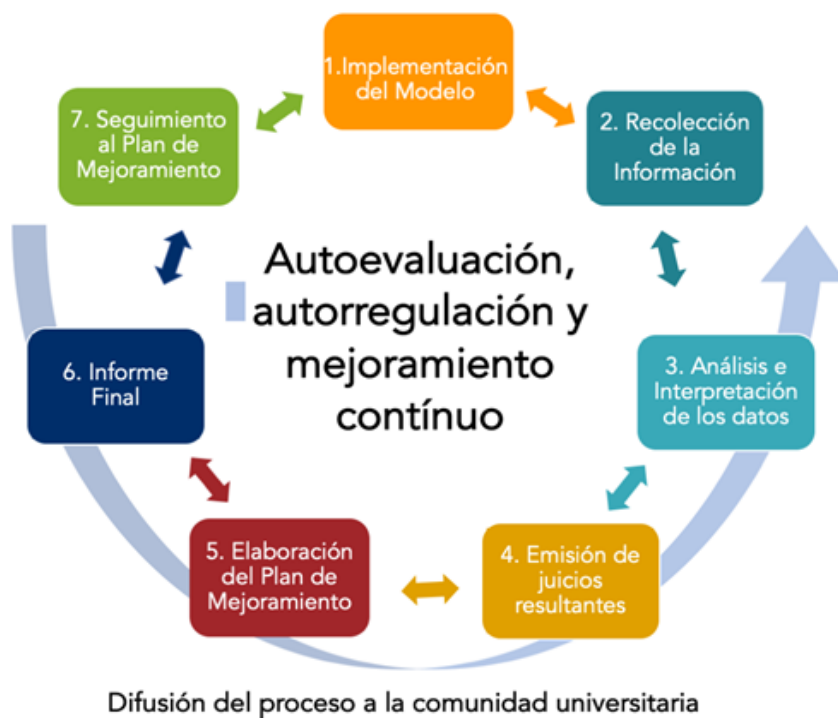 1.Implementación
del Modelo
2. Recolección
de la
Información
3. Análisis e
Interpretación
de los datos
4. Emisión de
juicios
resultantes
5. Elaboración
del Plan de
Mejoramiento
6. Informe
Final
7. Seguimiento
al Plan de
Mejoramiento
Autoevaluación,
autorregulación y
mejoramiento
contínuo
Difusión del proceso a la comunidad universitaria